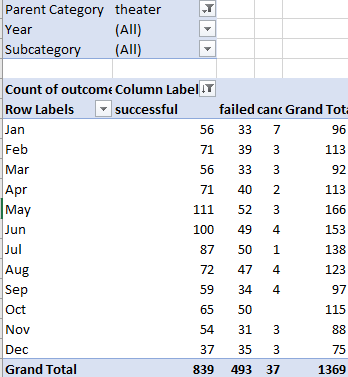 Parent Category theater
Year (All)
Subcategory (All)
Count of outcome Column Label
Row Labels successful failed canc Grand Tota
Jan 56 33 7 96
Feb 71 39 3 113
Mar 56 33 3 92
Apr 71 40 2 113
May 111 52 3 166
Jun 100 49 4 153
Jul 87 50 1 138
Aug 72 47 4 123
Sep 59 34 4 97
Oct 65 50 115
Nov 54 31 3 88
Dec 37 35 3 75
Grand Total 839 493 37 1369